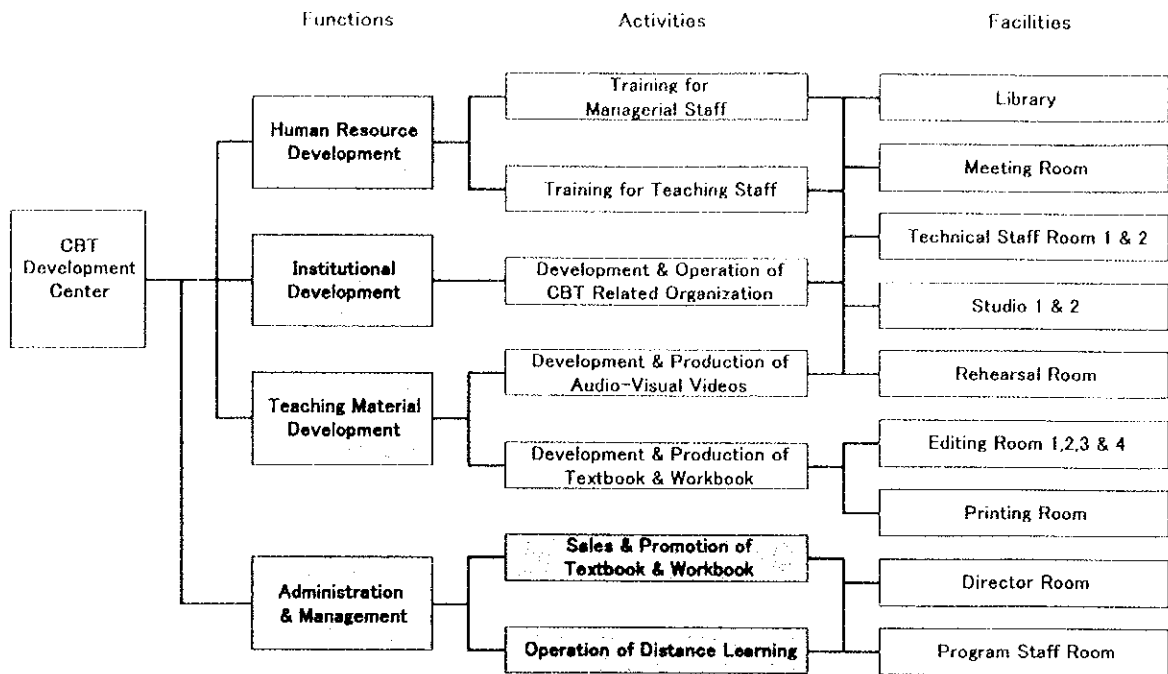 Functions
Activities
Facilities
CBT
Development
Center
Human Resource
Development
Institutional
Development
Teaching Material
Development
Administration
& Management
Training for
Managerial Staff
Training for Teaching Staff
Development & Operation of
CBT Related Organization
Development & Production of
Audio-Visual Videos
Development & Production of
Textbook & Workbook
Sales & Promotion of
Textbook & Workbook
Operation of Distance Learning
Library
Meeting Room
Technical Staff Room 1 & 2
Studio 1 & 2
Rehearsal Room
Editing Room 1,2,3 & 4
Printing Room
Director Room
Program Staff Room